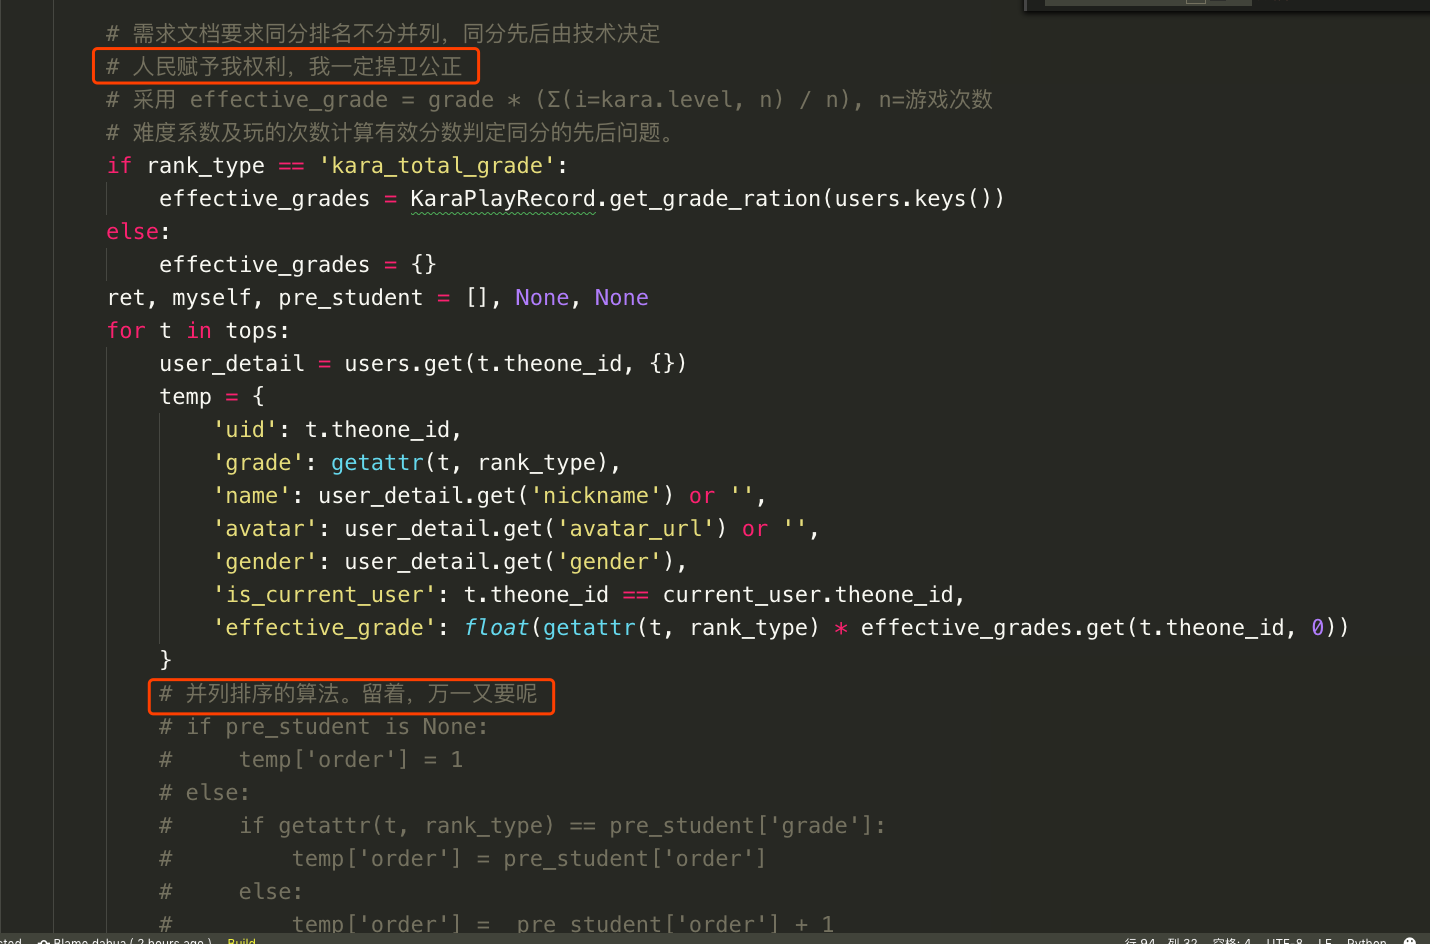 # 需求文档要求同分排名不分并列，同分先后由技术决定
# 人民赋予我权利，我一定捍卫公正
# 采用 effective_grade = grade * (Σ(i=kara.level, n) / n), n=游戏次数
# 难度系数及玩的次数计算有效分数判定同分的先后问题。
if rank_type == 'kara_total_grade':
    effective_grades = KaraPlayRecord.get_grade_ration(users.keys())
else:
    effective_grades = {}
ret, myself, pre_student = [], None, None
for t in tops:
    user_detail = users.get(t.theone_id, {})
    temp = {
        'uid': t.theone_id,
        'grade': getattr(t, rank_type),
        'name': user_detail.get('nickname') or '',
        'avatar': user_detail.get('avatar_url') or '',
        'gender': user_detail.get('gender'),
        'is_current_user': t.theone_id == current_user.theone_id,
        'effective_grade': float(getattr(t, rank_type) * effective_grades.get(t.theone_id, 0))
    }
    # 并列排序的算法。留着，万一又要呢
    # if pre_student is None:
    #     temp['order'] = 1
    # else:
    #     if getattr(t, rank_type) == pre_student['grade']:
    #         temp['order'] = pre_student['order']
    #     else:
    #         temp['order'] = pre_student['order'] + 1
Blame dahua ( 2 hours ago ) Build 行 94, 列 32 空格: 4 UTF-8 LF Python